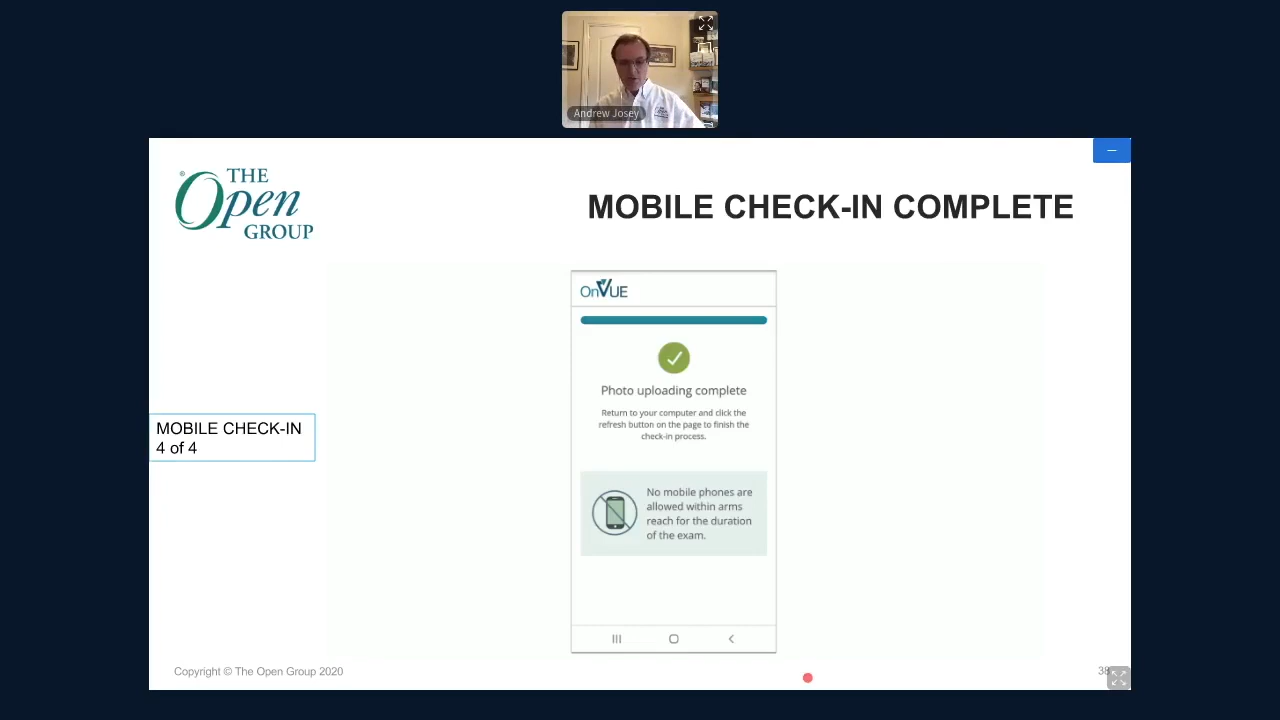 Andrew Josey
THE
Open
GROUP
®
MOBILE CHECK-IN COMPLETE
OnVUE
Photo uploading complete
Return to your computer and click the
refresh button on the page to finish the
check-in process.
MOBILE CHECK-IN
4 of 4
No mobile phones are
allowed within arms
reach for the duration
of the exam.
Copyright © The Open Group 2020
38